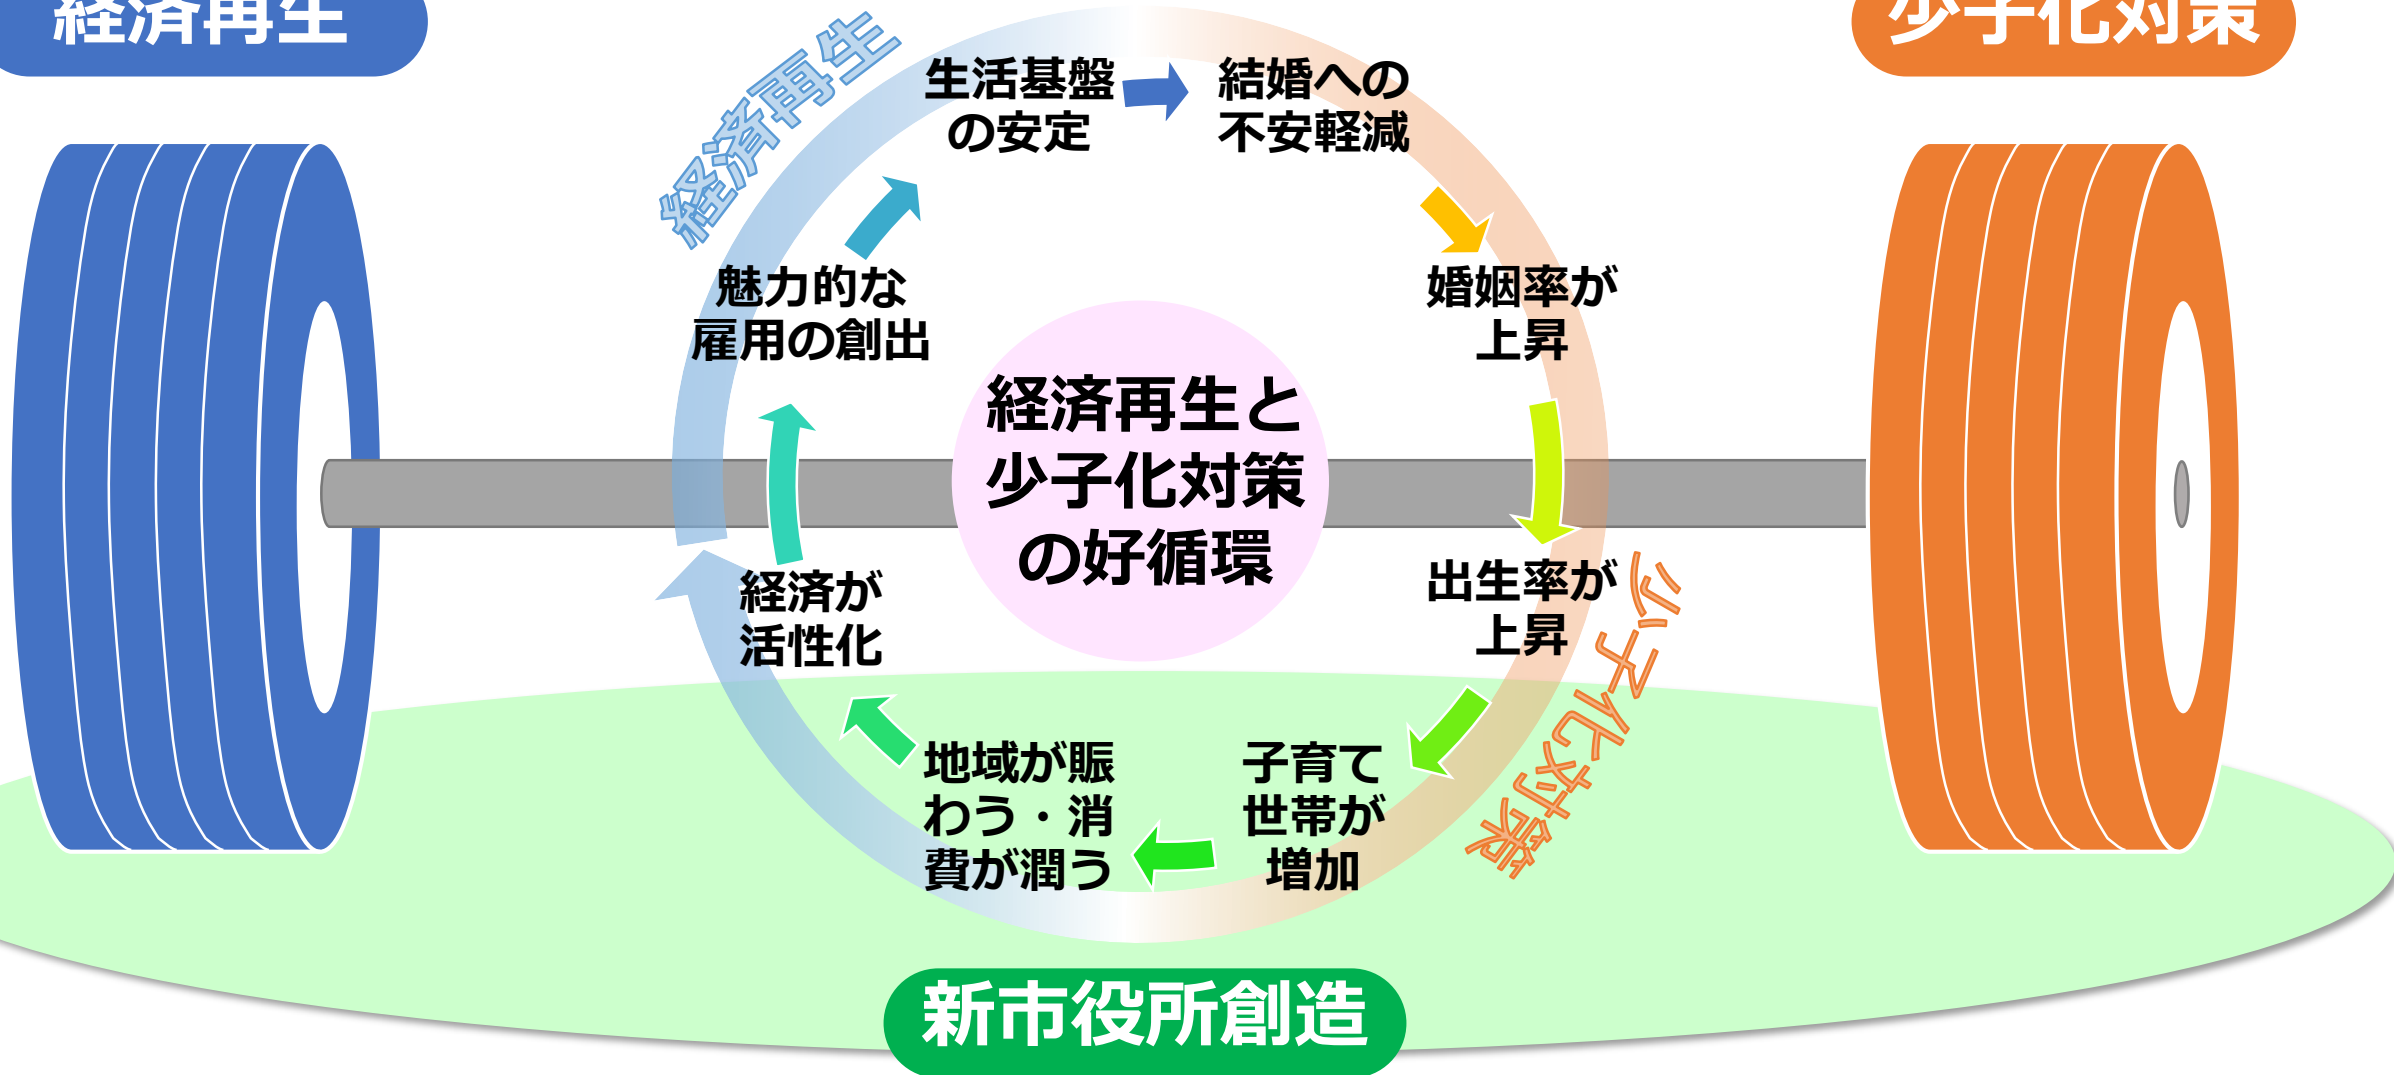 経済再生
少子化対策
経済再生
生活基盤
の安定
結婚への
不安軽減
魅力的な
雇用の創出
婚姻率が
上昇
経済再生と
少子化対策
の好循環
経済が
活性化
出生率が
上昇
少子化対策
地域が賑
わう・消
費が潤う
子育て
世帯が
増加
新市役所創造